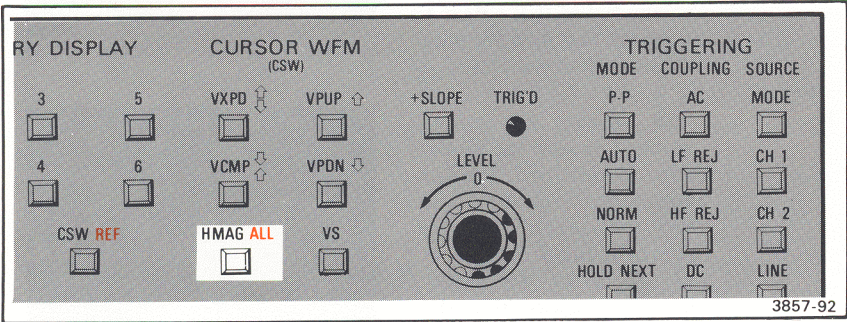 RY DISPLAY
CURSOR WFM
(CSW)
TRIGGERING
MODE COUPLING SOURCE
3 5
VXPD VPUP
+SLOPE TRIG'D
P-P AC MODE
4 6
VCMP VPDN
LEVEL
0
AUTO LF REJ CH 1
CSW REF
HMAG ALL
VS
NORM HF REJ CH 2
HOLD NEXT DC LINE
3857-92